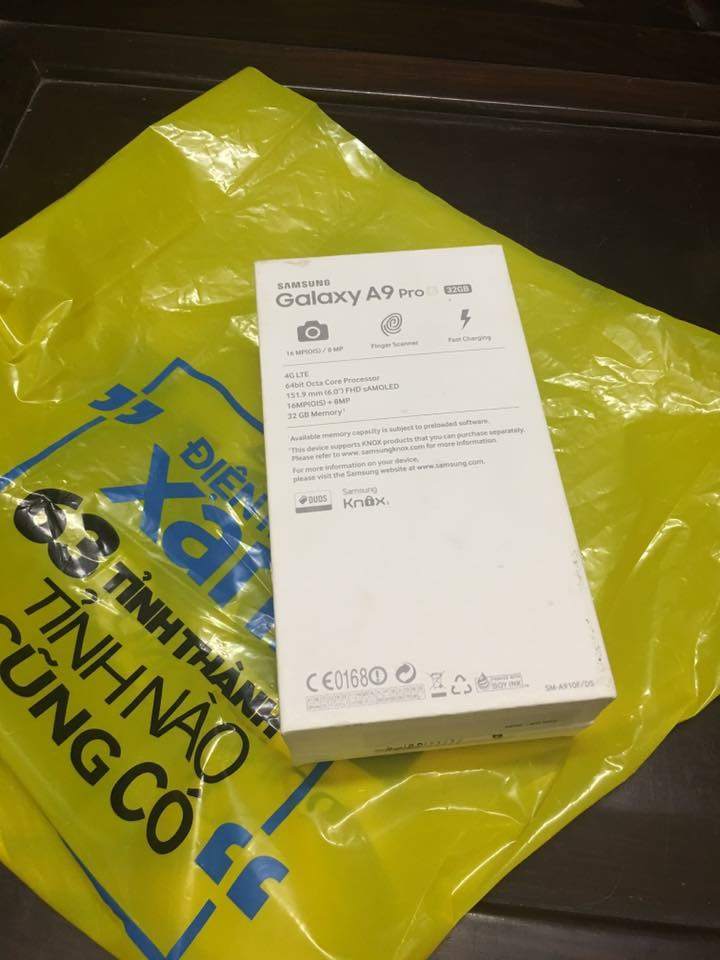 SAMSUNG
Galaxy A9 Pro 6 32GB
16 MP(OIS) / 8 MP
Finger Scanner
Fast Charging
4G LTE
64bit Octa Core Processor
151.9 mm (6.0") FHD sAMOLED
16MP(OIS) + 8MP
32 GB Memory¹
Available memory capacity is subject to preloaded software.
¹This device supports KNOX products that you can purchase separately.
Please refer to www.samsungknox.com for more information.
For more information on your device,
please visit the Samsung website at www.samsung.com.
DUOS
Samsung
Knox
CE0168
SOY INK
SM-A910F/DS
ĐIỆN
Xan
63 TỈNH THÀNH
TỈNH NÀO
CŨNG CÓ